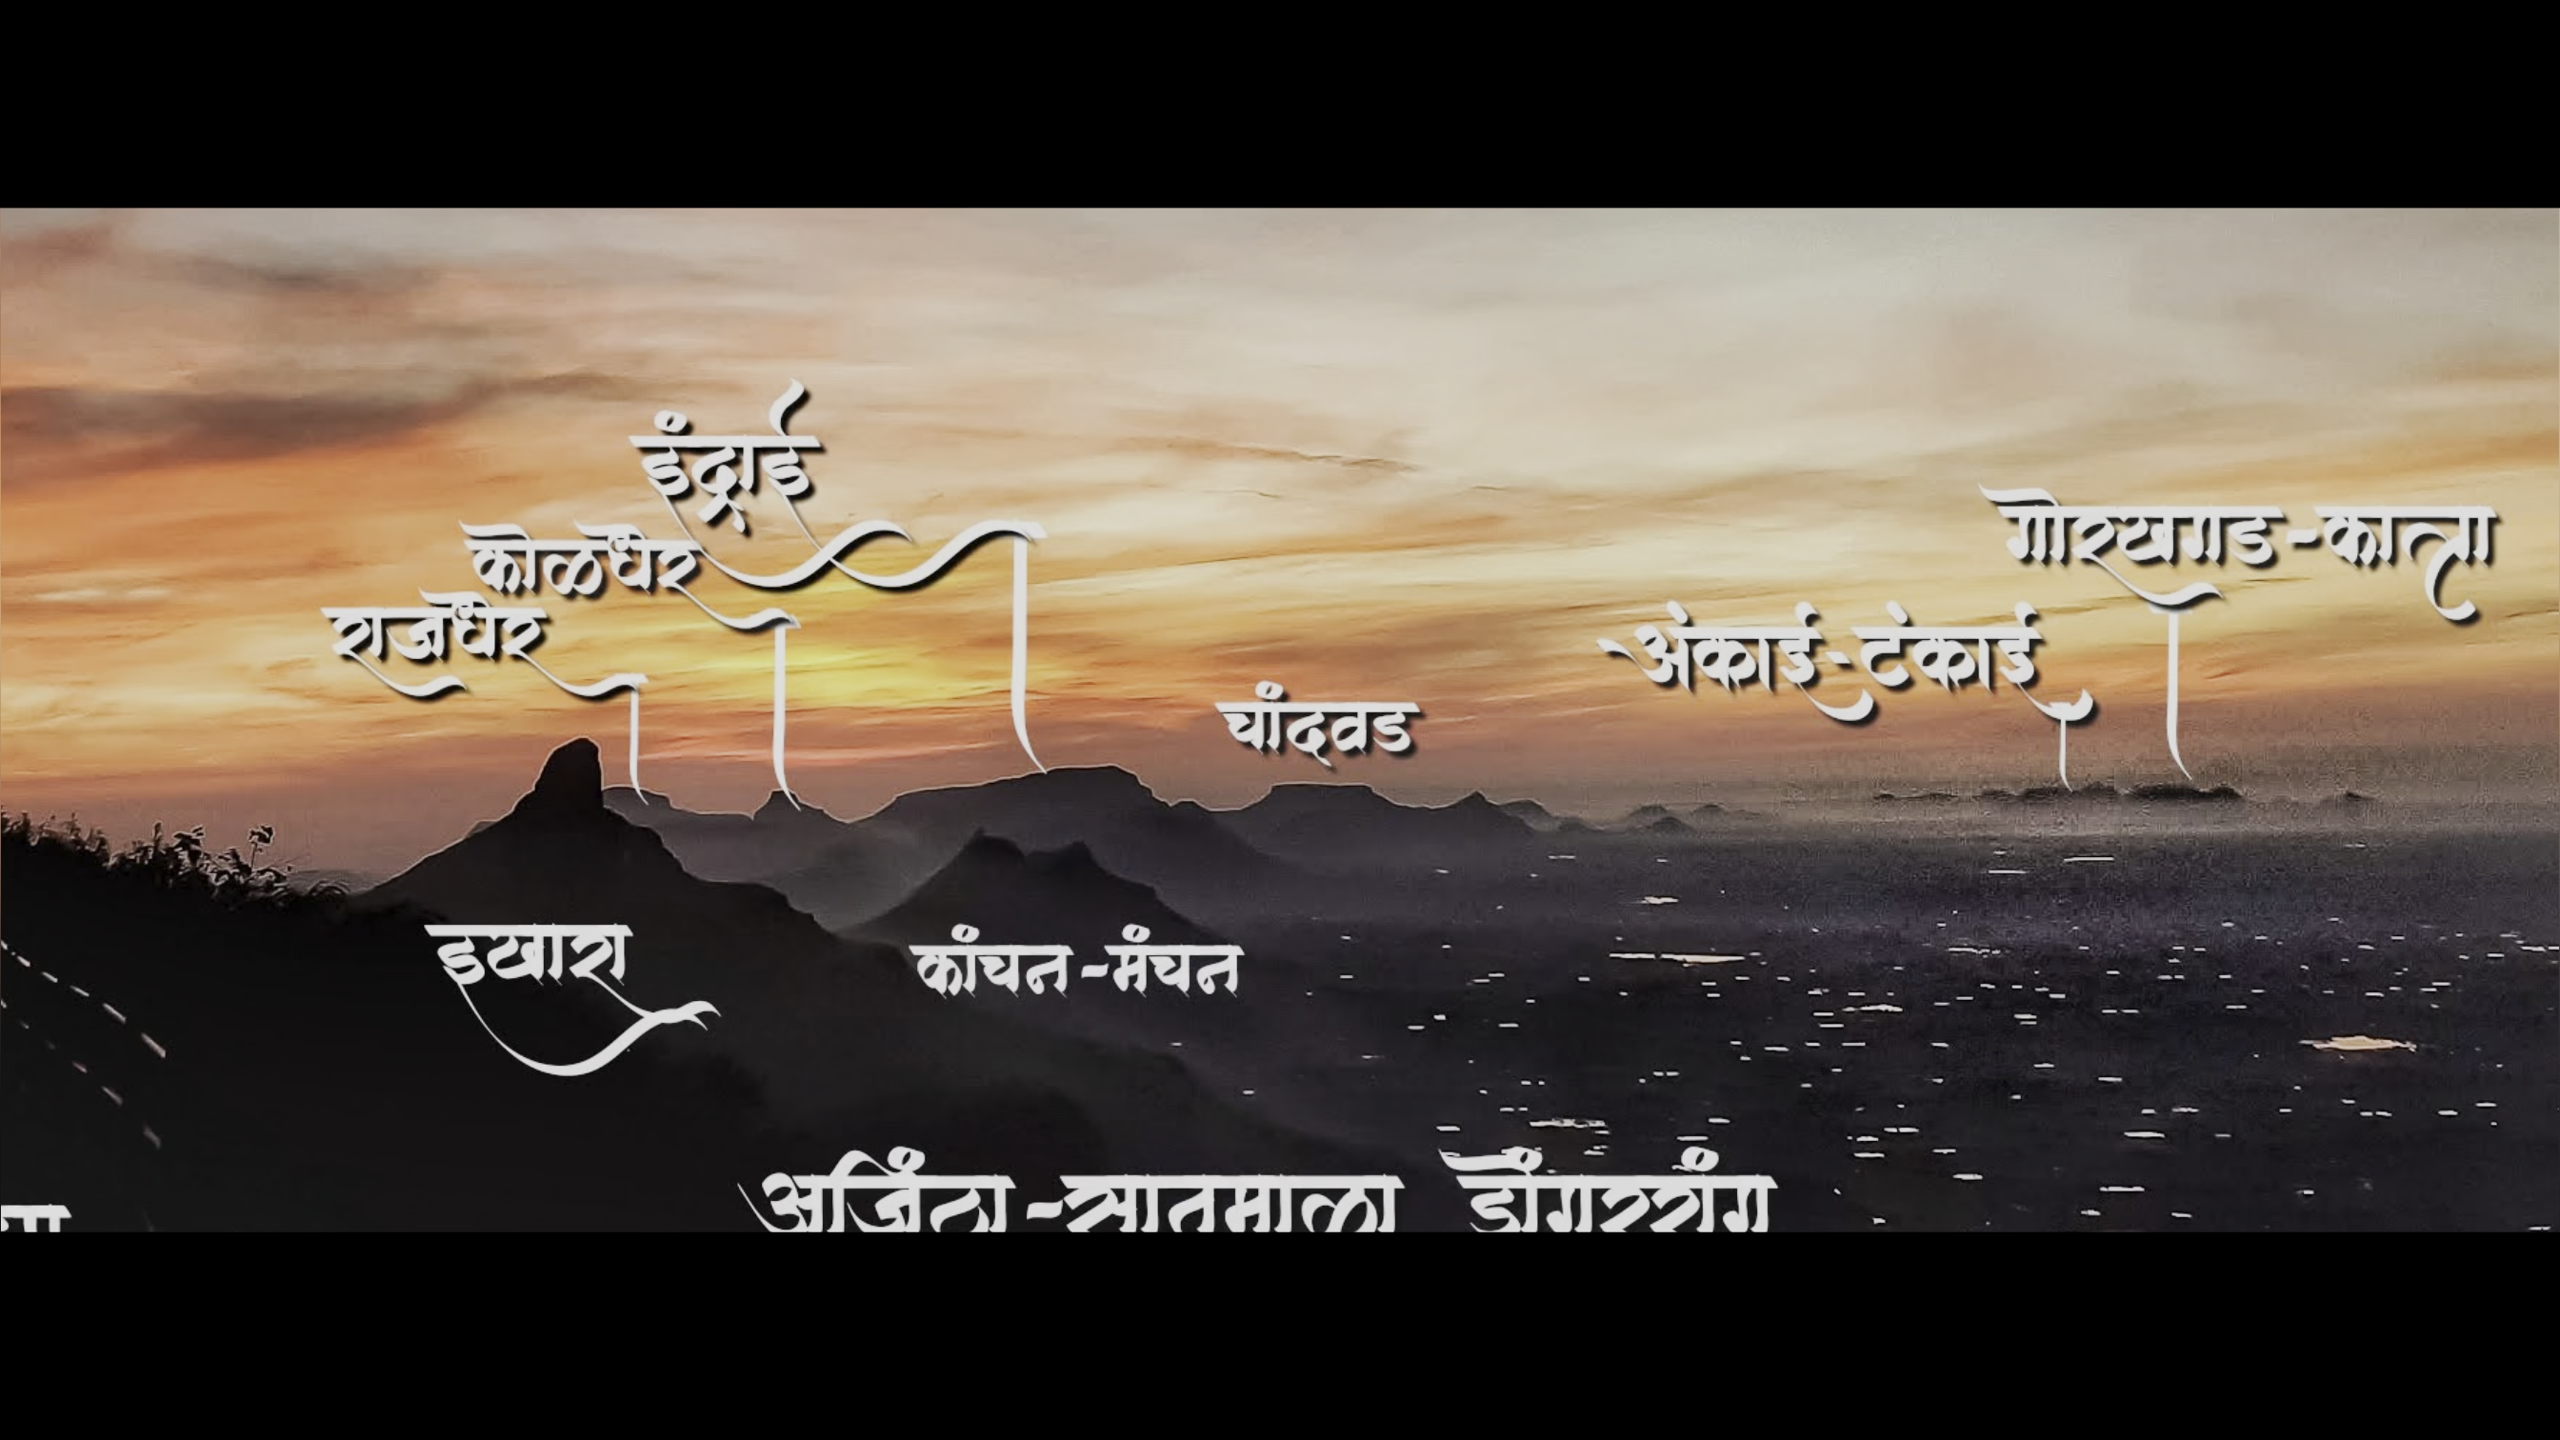 इंद्राई
कोळधेर
राजधेर
गोरखगड-कात्रा
अंकाई-टंकाई
चांदवड
इखारा
कांचन-मंचन
अजिंठा-सातमाळा डोंगररांग